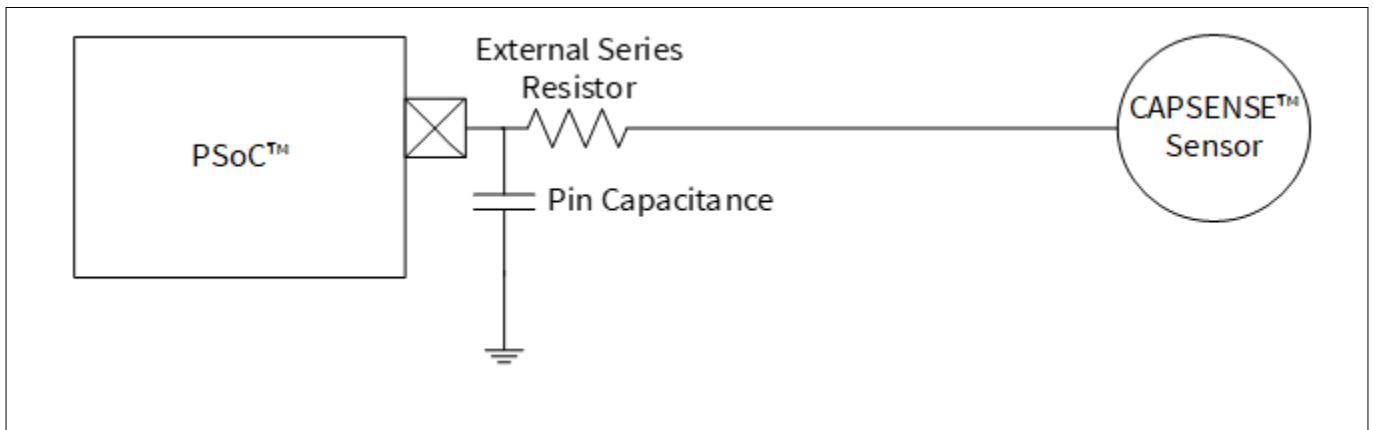 External Series
Resistor
PSoC™
CAPSENSE™
Sensor
Pin Capacitance